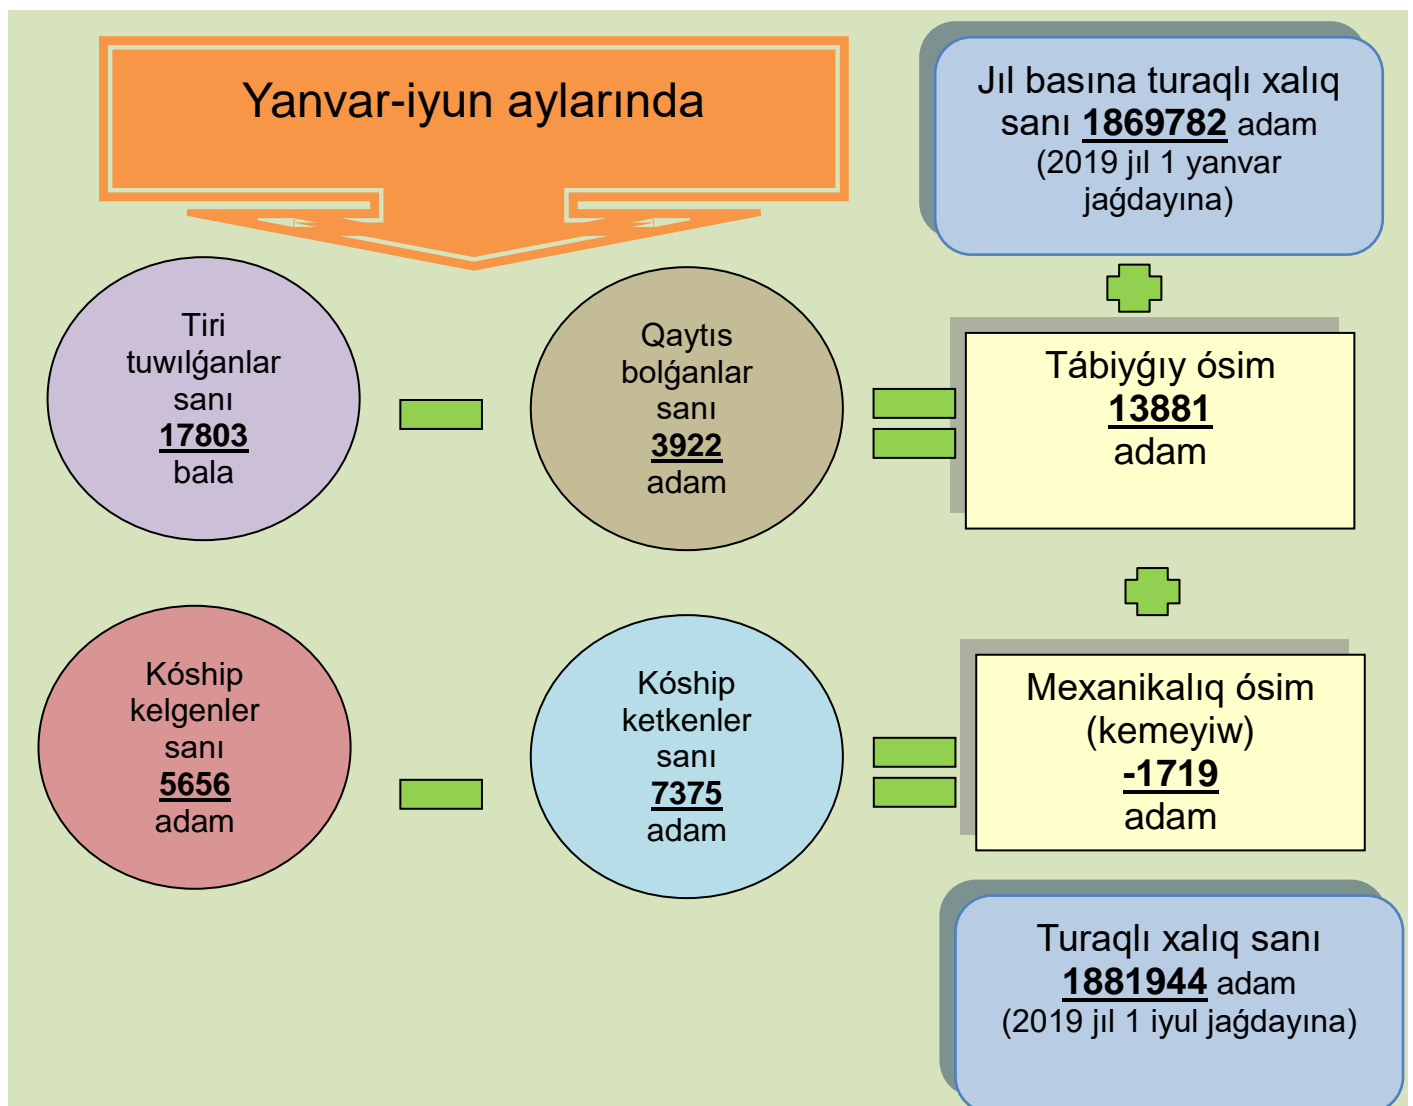 Yanvar-iyun aylarında
Jıl basına turaqlı xalıq
sanı 1869782 adam
(2019 jıl 1 yanvar
jaǵdayına)
Tiri
tuwılǵanlar
sanı
17803
bala
Qaytıs
bolǵanlar
sanı
3922
adam
Tábiyǵıy ósim
13881
adam
Kóship
kelgenler
sanı
5656
adam
Kóship
ketkenler
sanı
7375
adam
Mexanikalıq ósim
(kemeyiw)
-1719
adam
Turaqlı xalıq sanı
1881944 adam
(2019 jıl 1 iyul jaǵdayına)